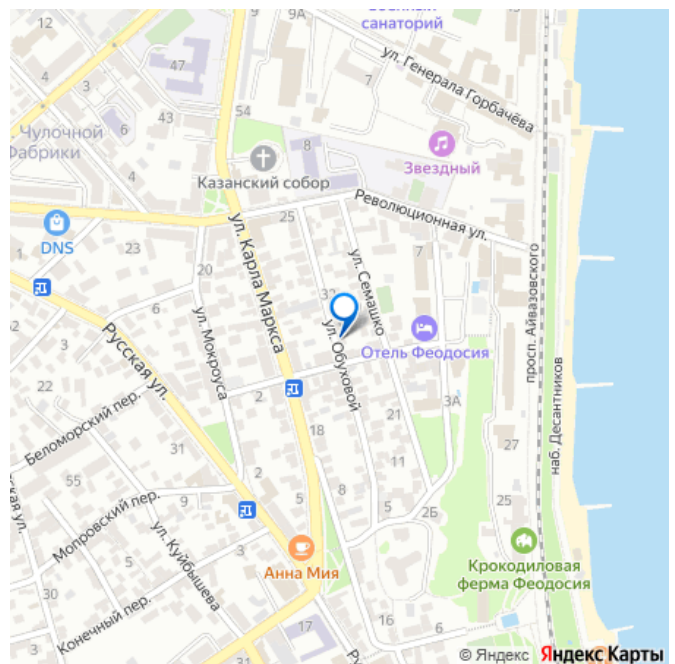 12
9
9А
Военный
санаторий
ул. Генерала Горбачёва
47
7
4
54
43
6
Чулочной
Фабрики
8
Казанский собор
Звездный
DNS
23
25
Революционная ул.
7
1
20
ул. Карла Маркса
ул. Семашко
просп. Айвазовского
2
6
ул. Мокроуса
Русская ул.
ул. Обуховой
Отель Феодосия
наб. Десантников
22
Беломорский пер.
2
18
21
3А
31
27
11
2
55
9
5
8
2Б
25
Мопровский пер.
ул. Куйбышева
Анна Мия
Крокодиловая
ферма Феодосия
30
3
Конечный пер.
17
16
6
4
© Яндекс Яндекс Карты